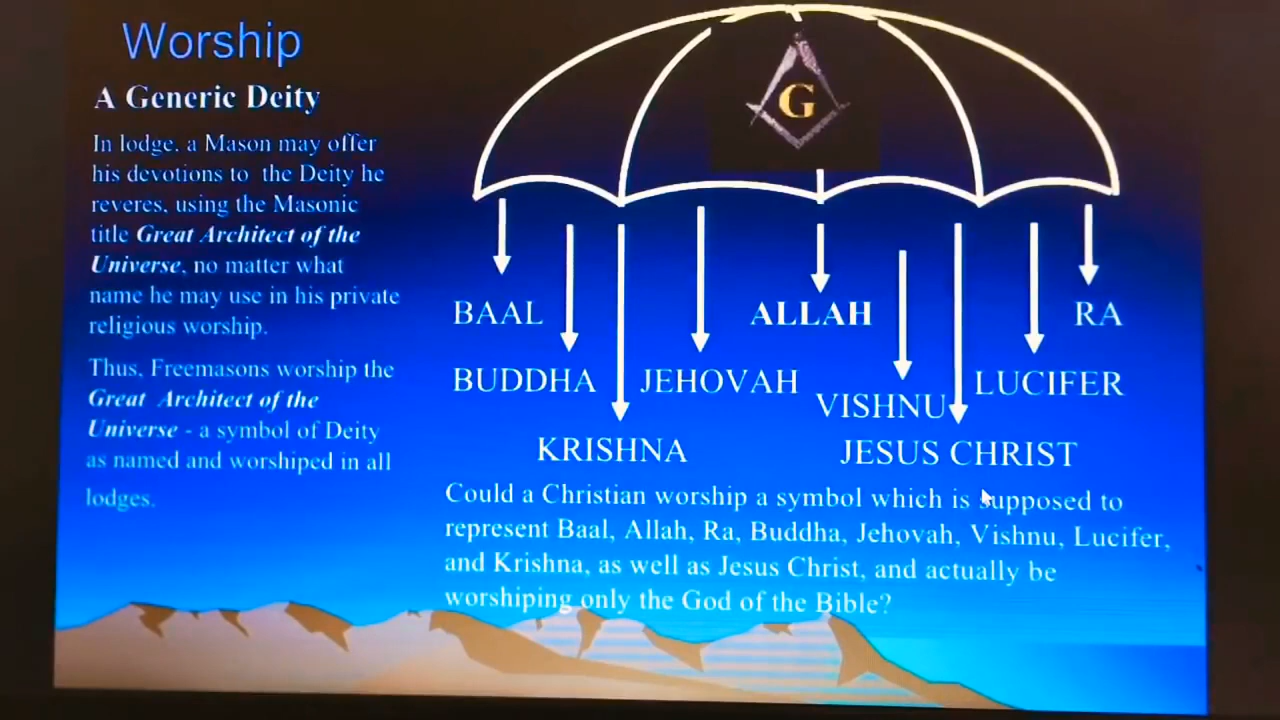 Worship
A Generic Deity
In lodge, a Mason may offer
his devotions to the Deity he
reveres, using the Masonic
title Great Architect of the
Universe, no matter what
name he may use in his private
religious worship.
Thus, Freemasons worship the
Great Architect of the
Universe - a symbol of Deity
as named and worshiped in all
lodges.
G
BAAL
ALLAH
RA
BUDDHA
JEHOVAH
VISHNU
LUCIFER
KRISHNA
JESUS CHRIST
Could a Christian worship a symbol which is supposed to
represent Baal, Allah, Ra, Buddha, Jehovah, Vishnu, Lucifer,
and Krishna, as well as Jesus Christ, and actually be
worshiping only the God of the Bible?